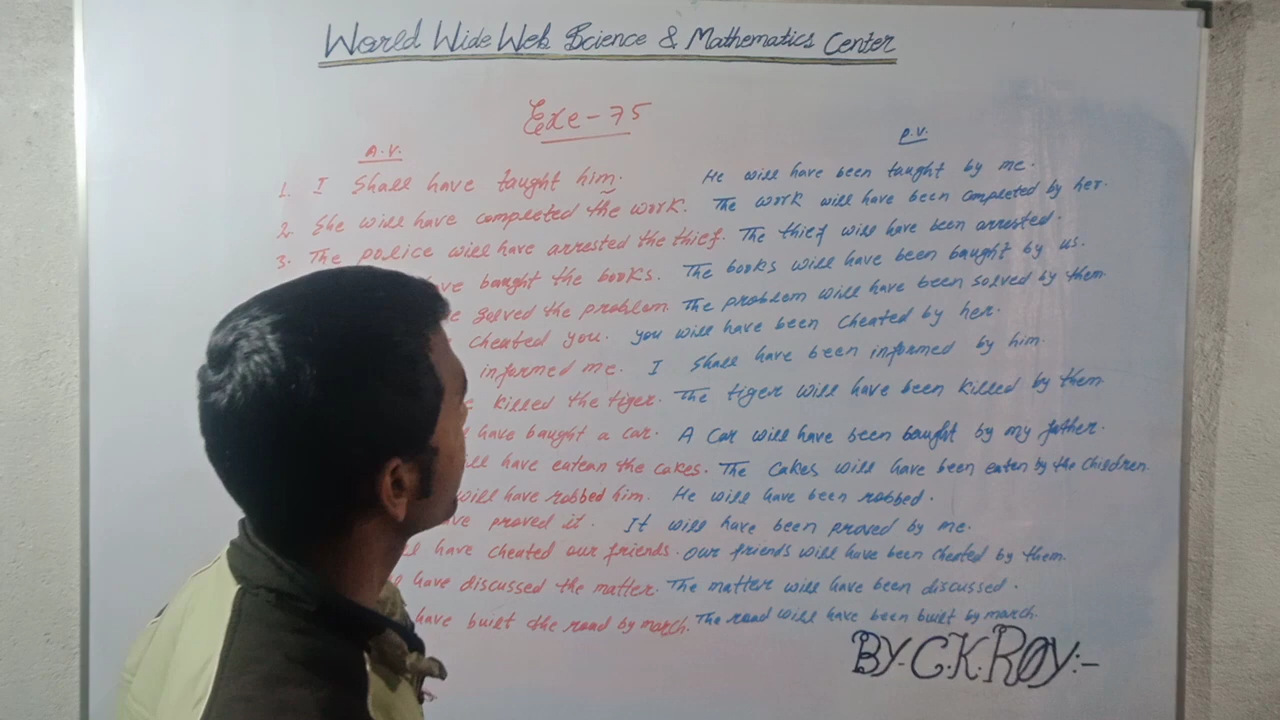 World Wide Web Science & Mathematics Center
Exe-75
A.V. P.V.
1. I Shall have taught him. He will have been taught by me.
2. She will have completed the work. The work will have been completed by her.
3. The police will have arrested the thief. The thief will have been arrested.
ve bought the books. The books will have been bought by us.
e solved the problem. The problem will have been solved by them.
cheated you. you will have been cheated by her.
informed me. I Shall have been informed by him.
e killed the tiger. The tiger will have been killed by them.
have bought a car. A Car will have been bought by my father.
ll have eatean the cakes. The cakes will have been eaten by the children.
will have robbed him. He will have been robbed.
ve proved it. It will have been proved by me.
ll have cheated our friends. Our friends will have been cheated by them.
have discussed the matter. The matter will have been discussed.
have built the road by march. The road will have been built by march.
BY-C.K.ROY:-